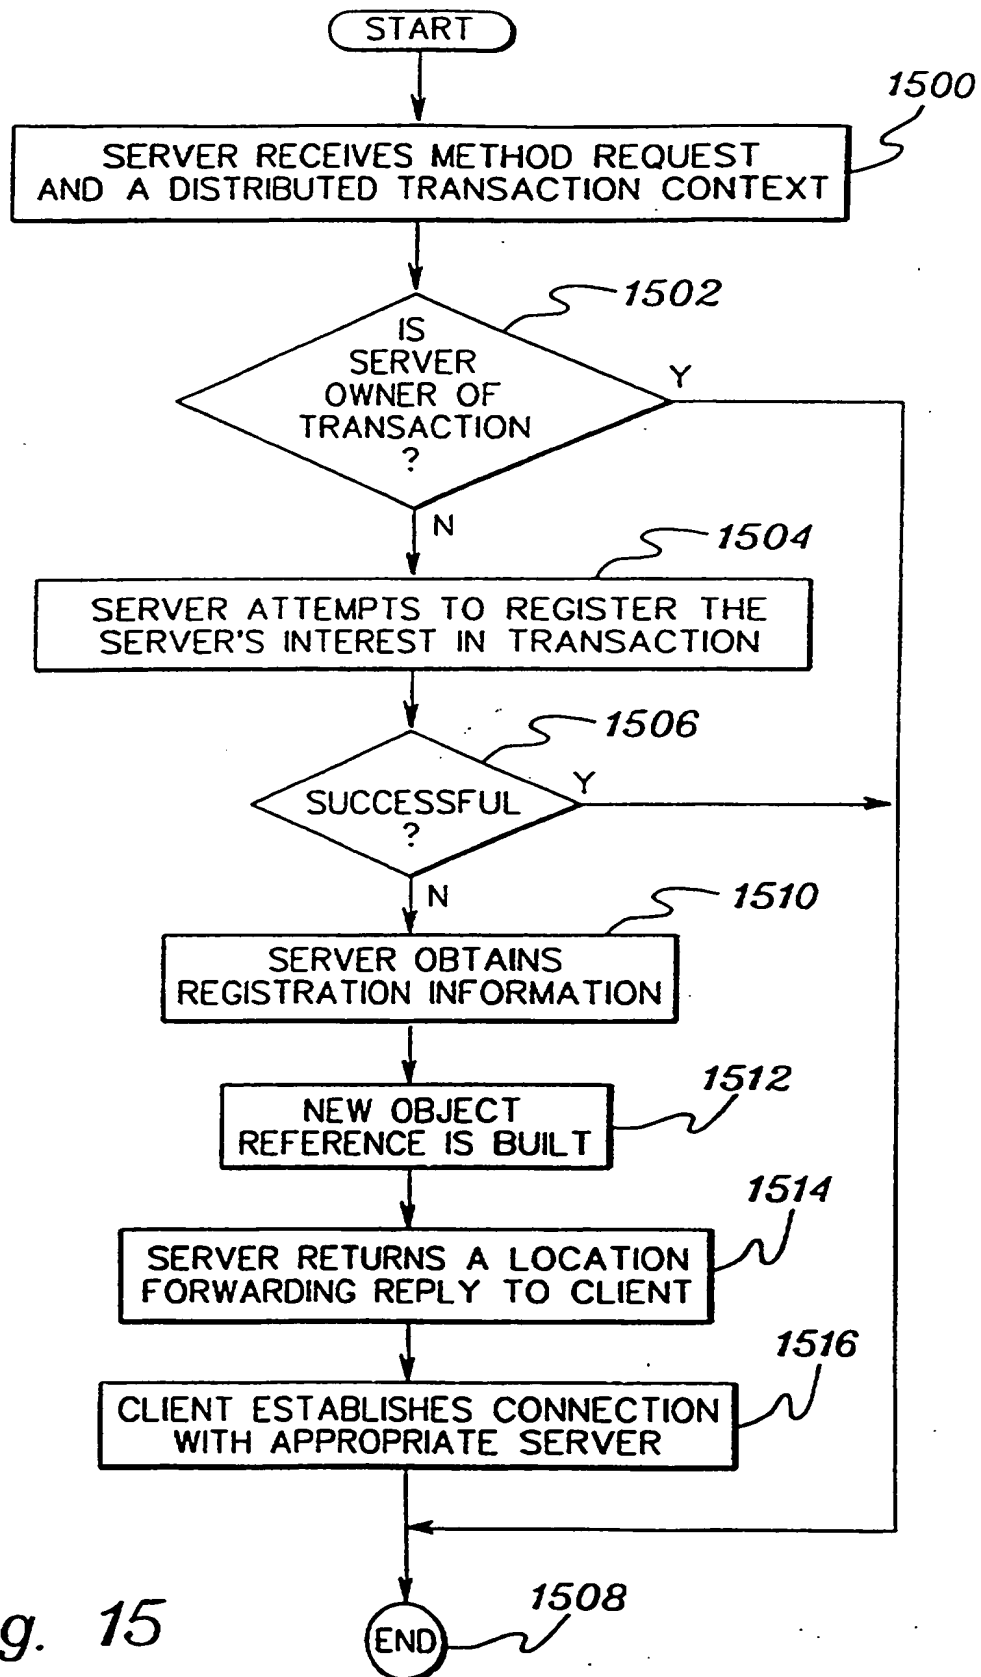 START
1500
SERVER RECEIVES METHOD REQUEST
AND A DISTRIBUTED TRANSACTION CONTEXT
1502
IS
SERVER
OWNER OF
TRANSACTION
?
Y
N
1504
SERVER ATTEMPTS TO REGISTER THE
SERVER'S INTEREST IN TRANSACTION
1506
SUCCESSFUL
?
Y
N
1510
SERVER OBTAINS
REGISTRATION INFORMATION
1512
NEW OBJECT
REFERENCE IS BUILT
1514
SERVER RETURNS A LOCATION
FORWARDING REPLY TO CLIENT
1516
CLIENT ESTABLISHES CONNECTION
WITH APPROPRIATE SERVER
1508
END
g. 15